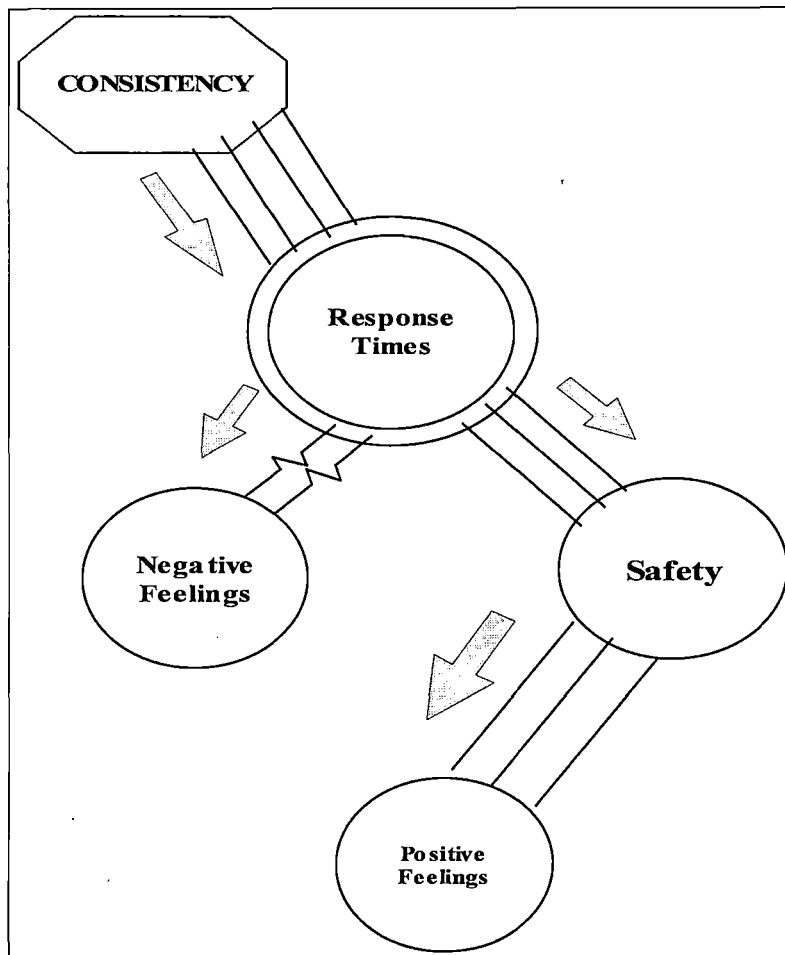 CONSISTENCY
Response
Times
Negative
Feelings
Safety
Positive
Feelings